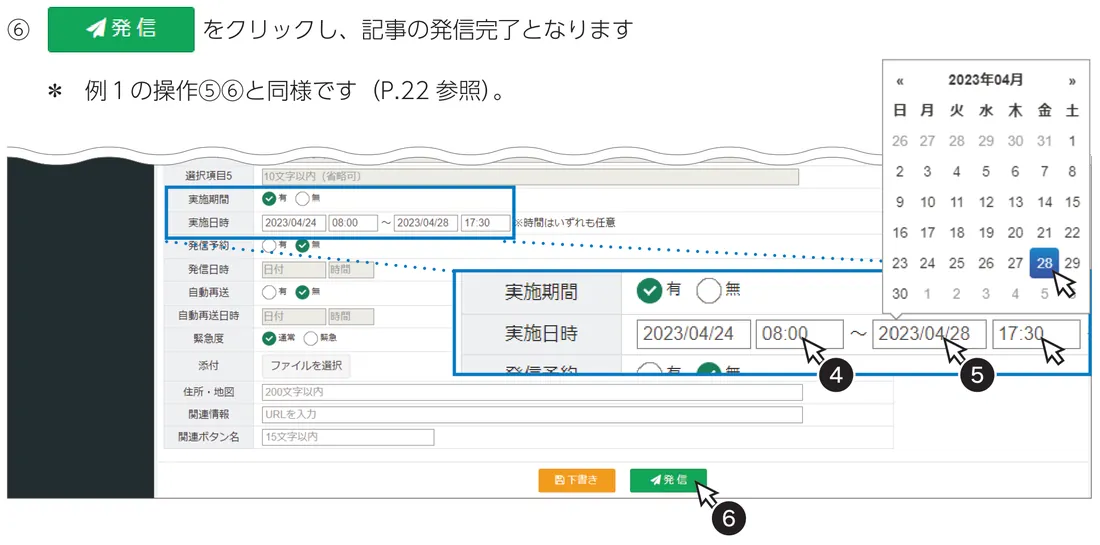 ⑥ 発信 をクリックし、記事の発信完了となります
＊ 例１の操作⑤⑥と同様です（P.22 参照）。
« 2023年04月 »
日 月 火 水 木 金 土
26 27 28 29 30 31 1
2 3 4 5 6 7 8
9 10 11 12 13 14 15
16 17 18 19 20 21 22
23 24 25 26 27 28 29
30 1 2 3 4 5 6
選択項目5 10文字以内（省略可）
実施期間 有 無
実施日時 2023/04/24 08:00 ～ 2023/04/28 17:30 ※時間はいずれも任意
発信予約 有 無
発信日時 日付 時間
自動再送 有 無
自動再送日時 日付 時間
緊急度 通常 緊急
添付 ファイルを選択
住所・地図 200文字以内
関連情報 URLを入力
関連ボタン名 15文字以内
実施期間 有 無
実施日時 2023/04/24 08:00 ～ 2023/04/28 17:30
発信予約 有 無
4 5
下書き 発信
6